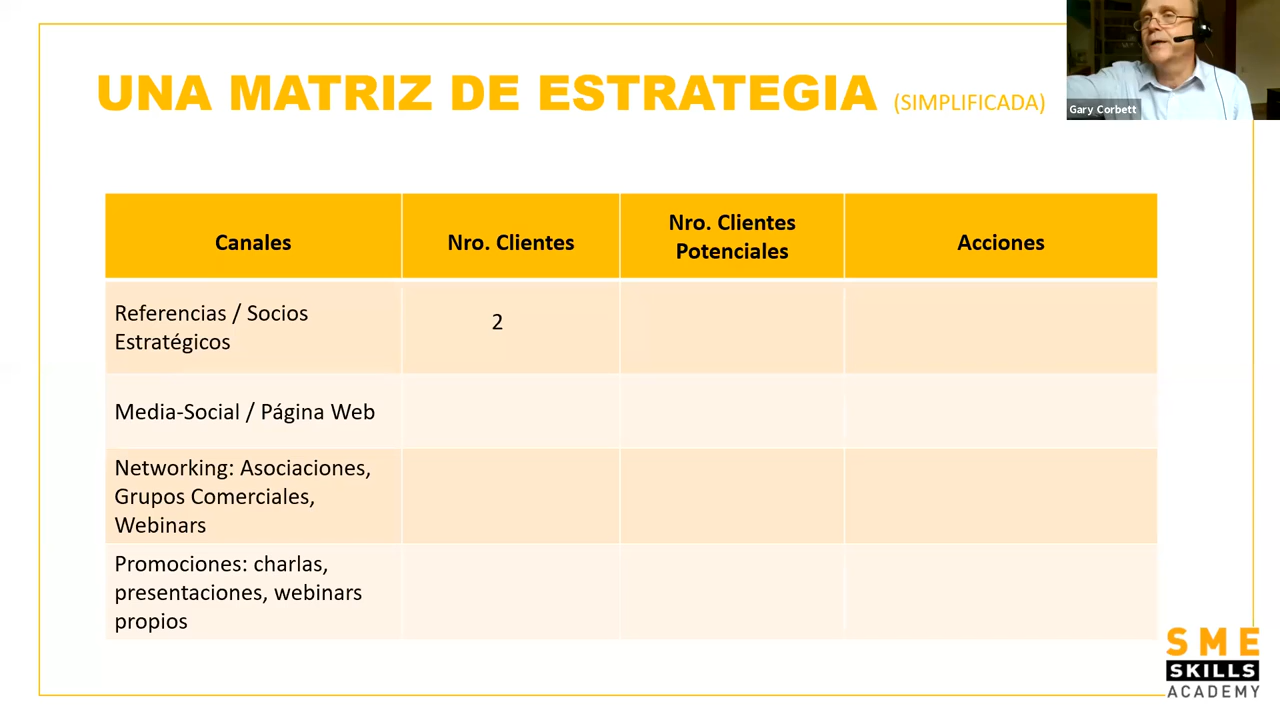 UNA MATRIZ DE ESTRATEGIA (SIMPLIFICADA)
Gary Corbett
Canales
Nro. Clientes
Nro. Clientes
Potenciales
Acciones
Referencias / Socios
Estratégicos
2
Media-Social / Página Web
Networking: Asociaciones,
Grupos Comerciales,
Webinars
Promociones: charlas,
presentaciones, webinars
propios
SME
SKILLS
ACADEMY